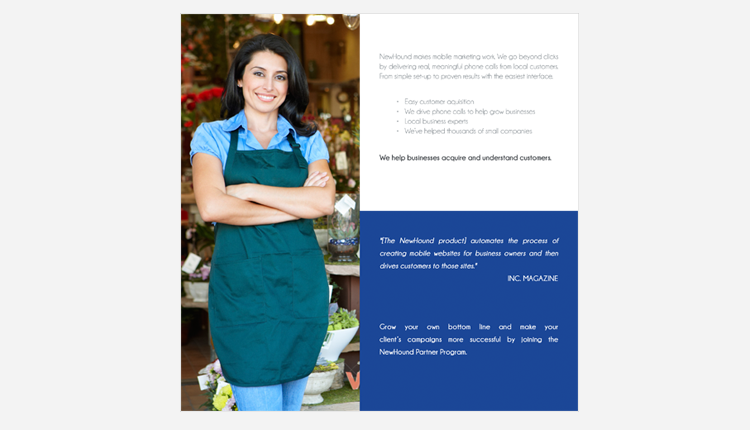 NewHound makes mobile marketing work. We go beyond clicks
by delivering real, meaningful phone calls from local customers.
From simple set-up to proven results with the easiest interface.
• Easy customer aquisition
• We drive phone calls to help grow businesses
• Local business experts
• We've helped thousands of small companies
We help businesses acquire and understand customers.
"[The NewHound product] automates the process of
creating mobile websites for business owners and then
drives customers to those sites."
INC. MAGAZINE
Grow your own bottom line and make your
client's campaigns more successful by joining the
NewHound Partner Program.